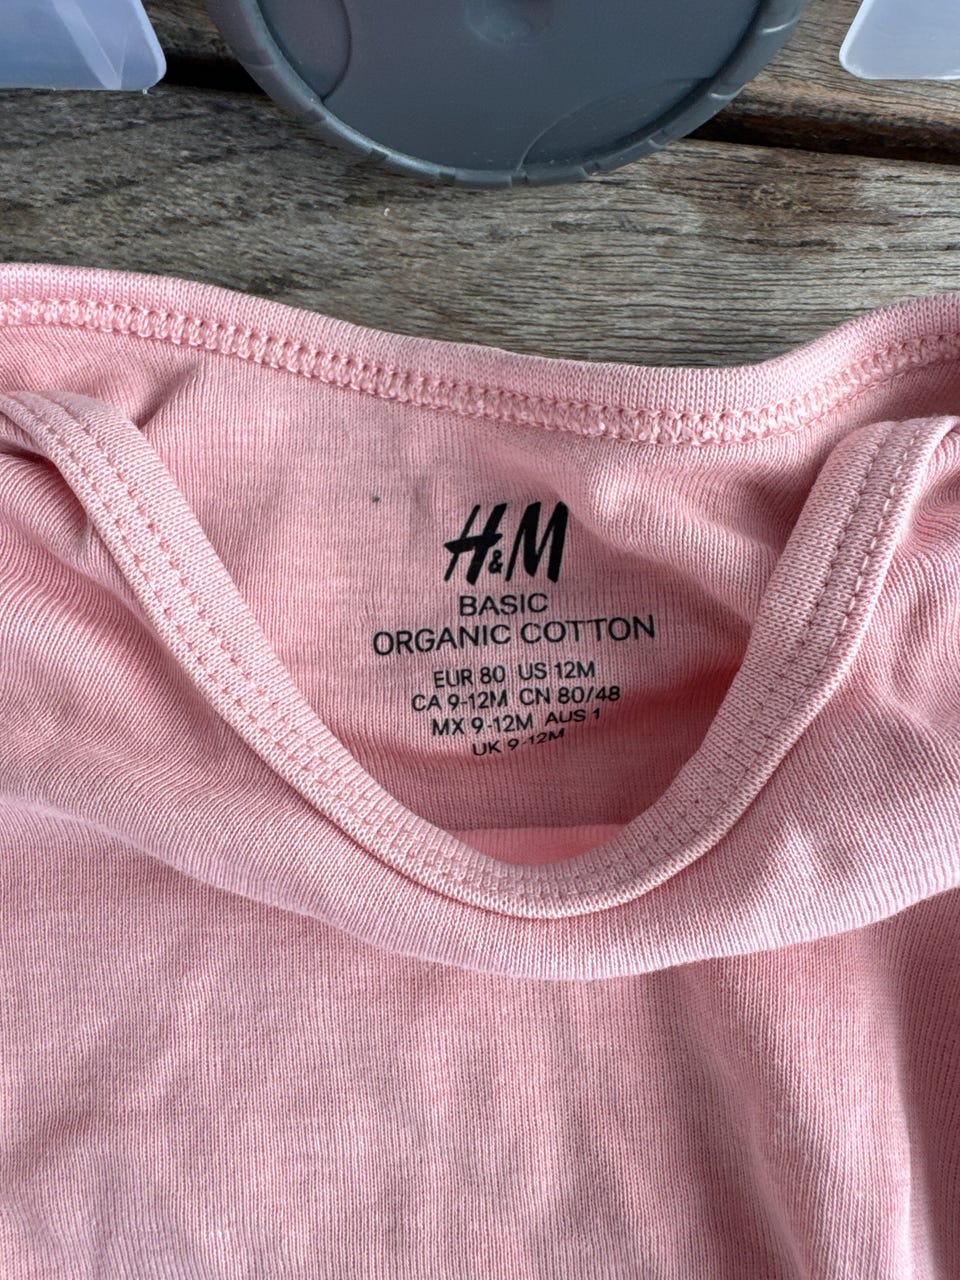 H&M
BASIC
ORGANIC COTTON
EUR 80 US 12M
CA 9-12M CN 80/48
MX 9-12M AUS 1
UK 9-12M